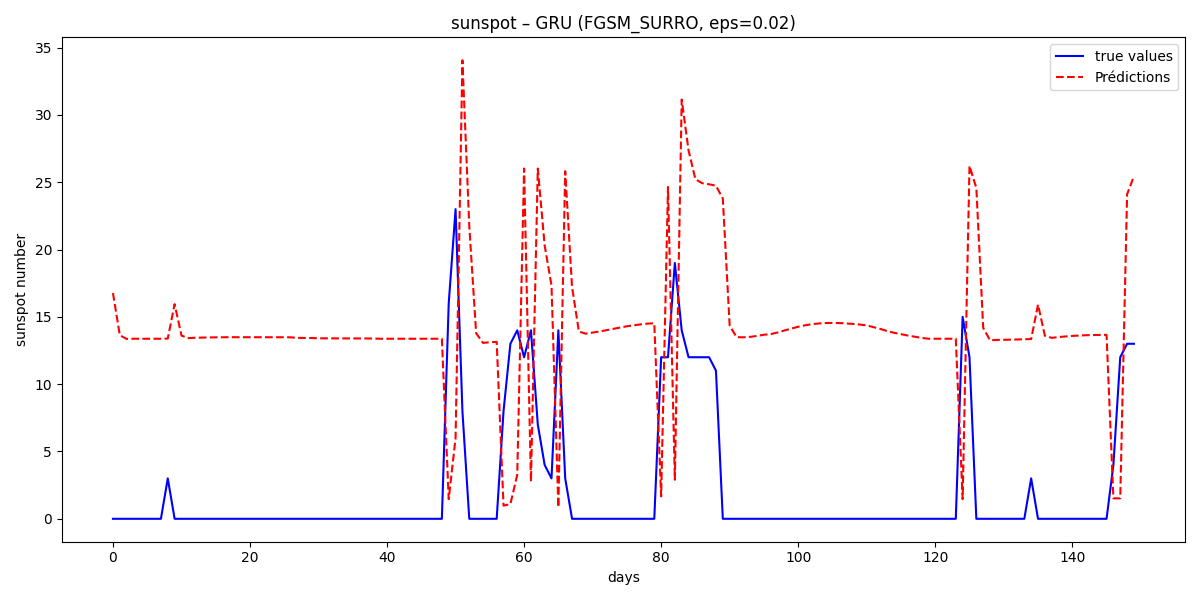 sunspot – GRU (FGSM_SURRO, eps=0.02)
35
30
25
20
15
10
5
0
sunspot number
true values
Prédictions
0 20 40 60 80 100 120 140
days